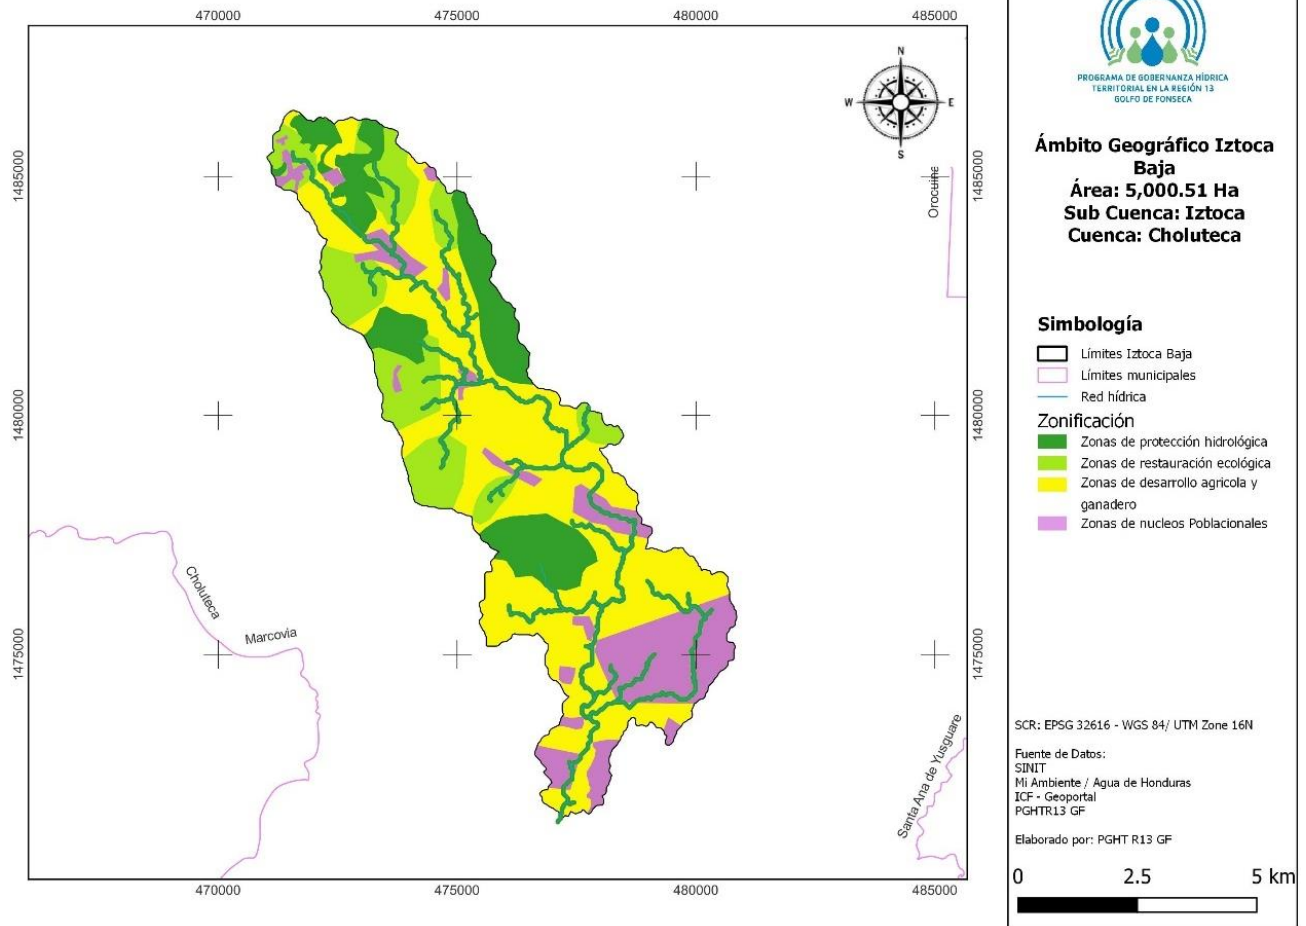 470000
475000
480000
485000
N
W
E
S
1485000
1485000
Orocuina
1480000
1480000
Choluteca
Marcovia
1475000
1475000
Santa Ana de Yusguare
470000
475000
480000
485000
PROGRAMA DE GOBERNANZA HÍDRICA
TERRITORIAL EN LA REGIÓN 13
GOLFO DE FONSECA
Ámbito Geográfico Iztoca
Baja
Área: 5,000.51 Ha
Sub Cuenca: Iztoca
Cuenca: Choluteca
Simbología
Límites Iztoca Baja
Límites municipales
Red hídrica
Zonificación
Zonas de protección hidrológica
Zonas de restauración ecológica
Zonas de desarrollo agricola y
ganadero
Zonas de nucleos Poblacionales
SCR: EPSG 32616 - WGS 84/ UTM Zone 16N
Fuente de Datos:
SINIT
Mi Ambiente / Agua de Honduras
ICF - Geoportal
PGHTR13 GF
Elaborado por: PGHT R13 GF
0 2.5 5 km